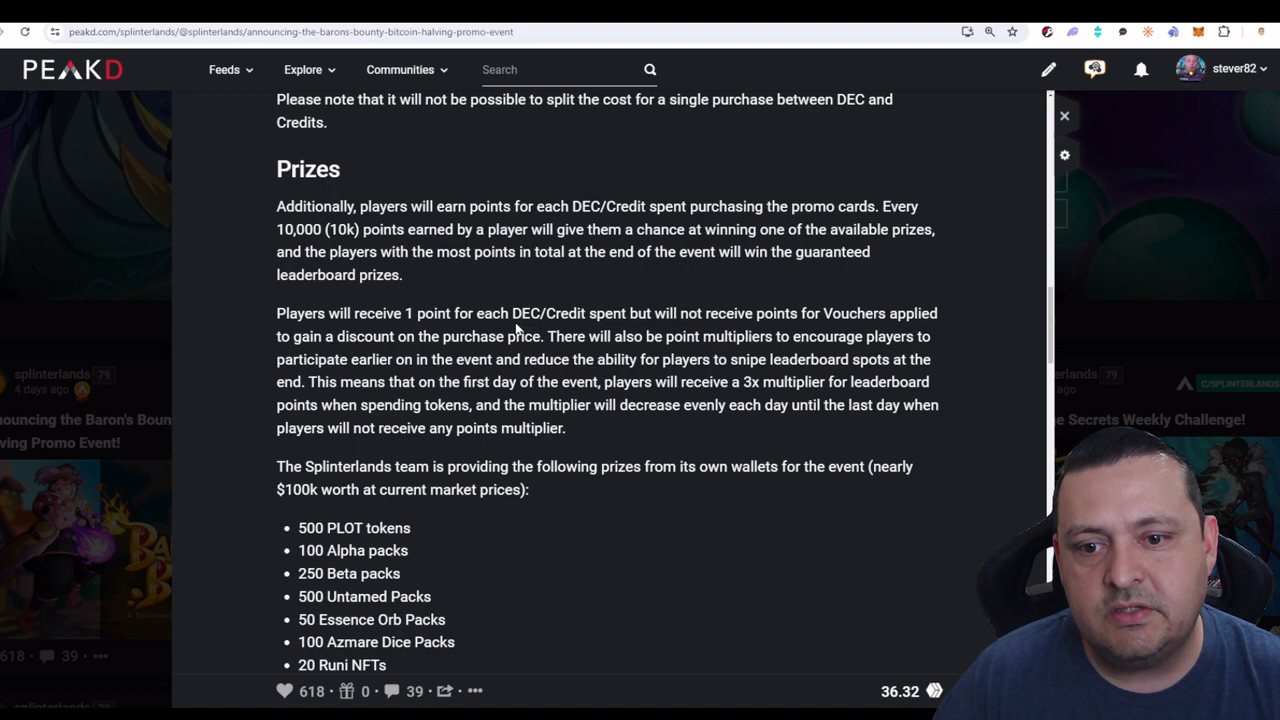 peakd.com/splinterlands/@splinterlands/announcing-the-barons-bounty-bitcoin-halving-promo-event
PEAKD
Feeds
Explore
Communities
Search
stever82
Please note that it will not be possible to split the cost for a single purchase between DEC and
Credits.
Prizes
Additionally, players will earn points for each DEC/Credit spent purchasing the promo cards. Every
10,000 (10k) points earned by a player will give them a chance at winning one of the available prizes,
and the players with the most points in total at the end of the event will win the guaranteed
leaderboard prizes.
Players will receive 1 point for each DEC/Credit spent but will not receive points for Vouchers applied
to gain a discount on the purchase price. There will also be point multipliers to encourage players to
participate earlier on in the event and reduce the ability for players to snipe leaderboard spots at the
end. This means that on the first day of the event, players will receive a 3x multiplier for leaderboard
points when spending tokens, and the multiplier will decrease evenly each day until the last day when
players will not receive any points multiplier.
The Splinterlands team is providing the following prizes from its own wallets for the event (nearly
$100k worth at current market prices):
• 500 PLOT tokens
• 100 Alpha packs
• 250 Beta packs
• 500 Untamed Packs
• 50 Essence Orb Packs
• 100 Azmare Dice Packs
• 20 Runi NFTs
618 · 0 · 39 · · •••
36.32
splinterlands 79
4 days ago
nouncing the Baron's Boun
ving Promo Event!
618 · 39 · •••
erlands 79
ago
C/SPLINTERLANDS
e Secrets Weekly Challenge!